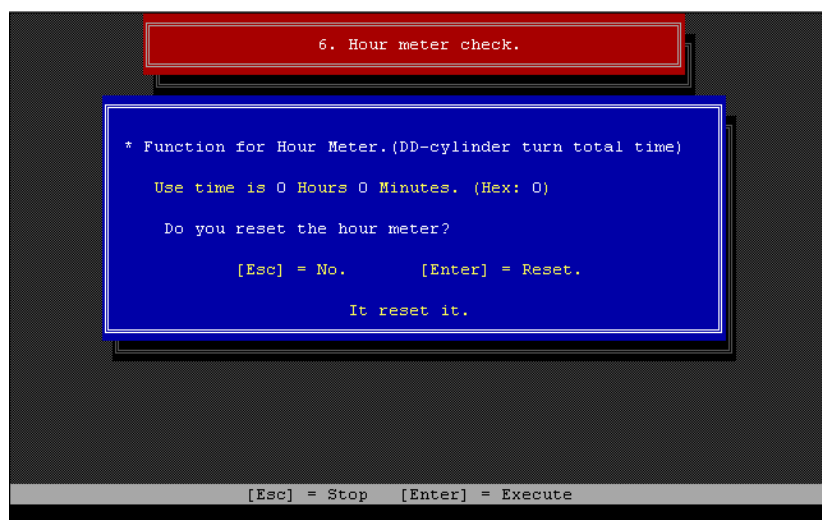 6. Hour meter check.
* Function for Hour Meter.(DD-cylinder turn total time)
Use time is 0 Hours 0 Minutes. (Hex: 0)
Do you reset the hour meter?
[Esc] = No. [Enter] = Reset.
It reset it.
[Esc] = Stop [Enter] = Execute